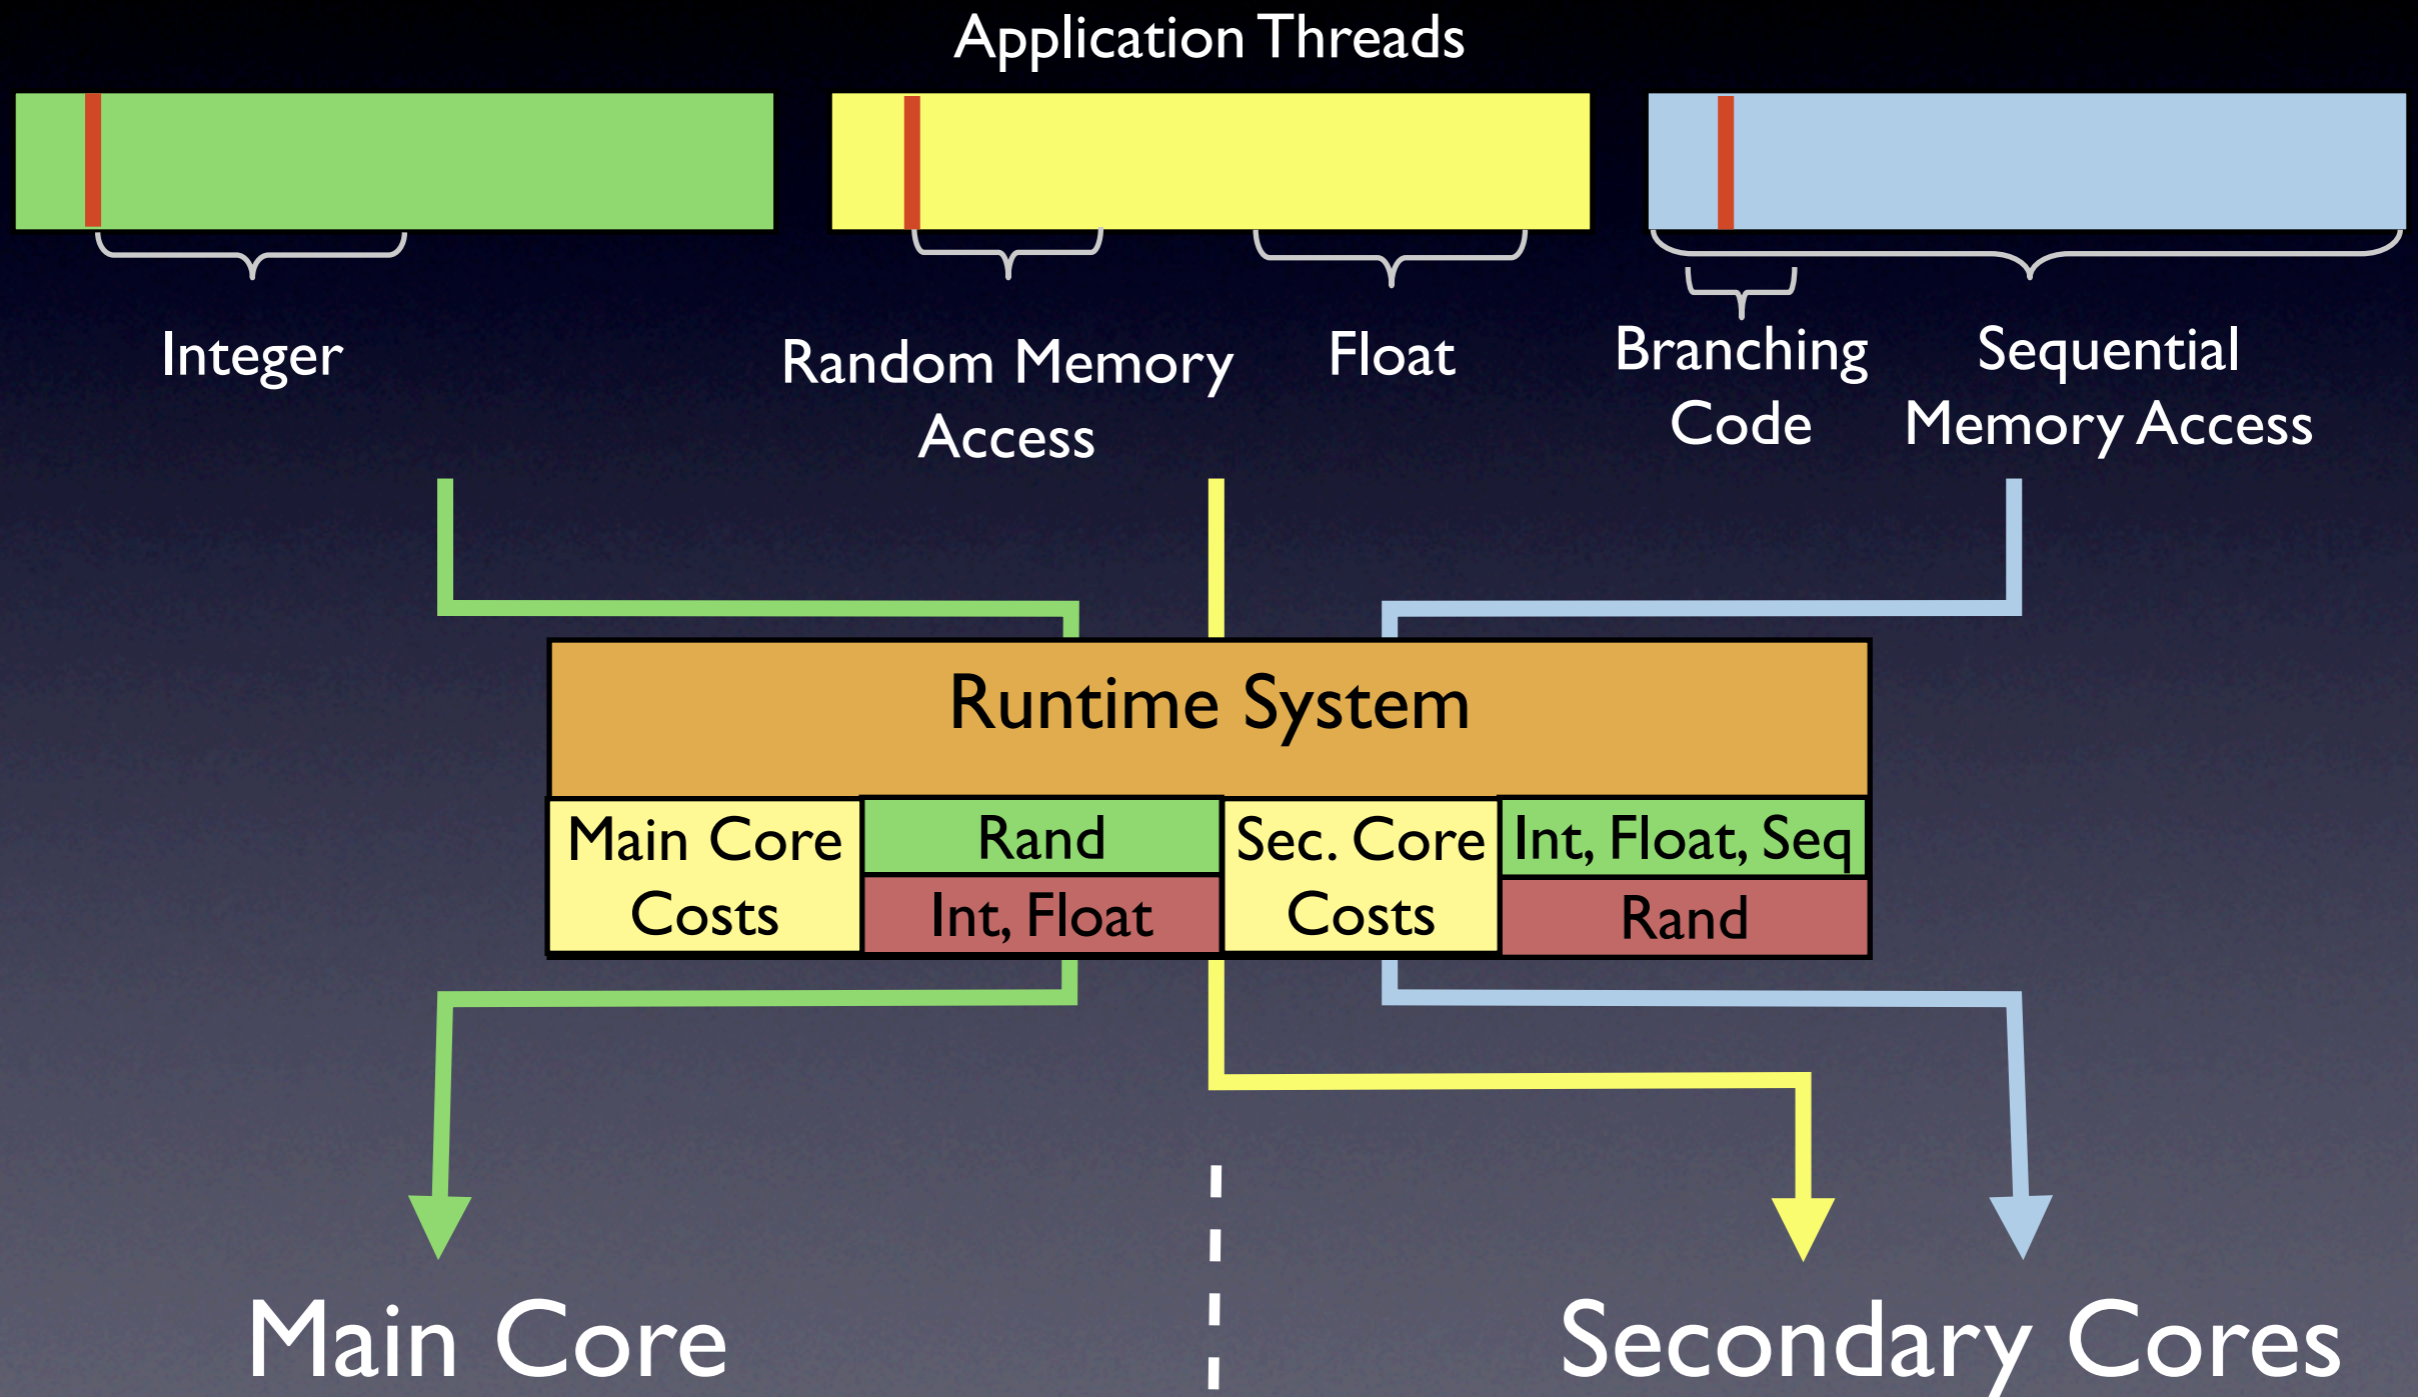 Application Threads
Integer
Random Memory
Access
Float
Branching
Code
Sequential
Memory Access
Runtime System
Main Core
Costs
Rand
Int, Float
Sec. Core
Costs
Int, Float, Seq
Rand
Main Core
Secondary Cores